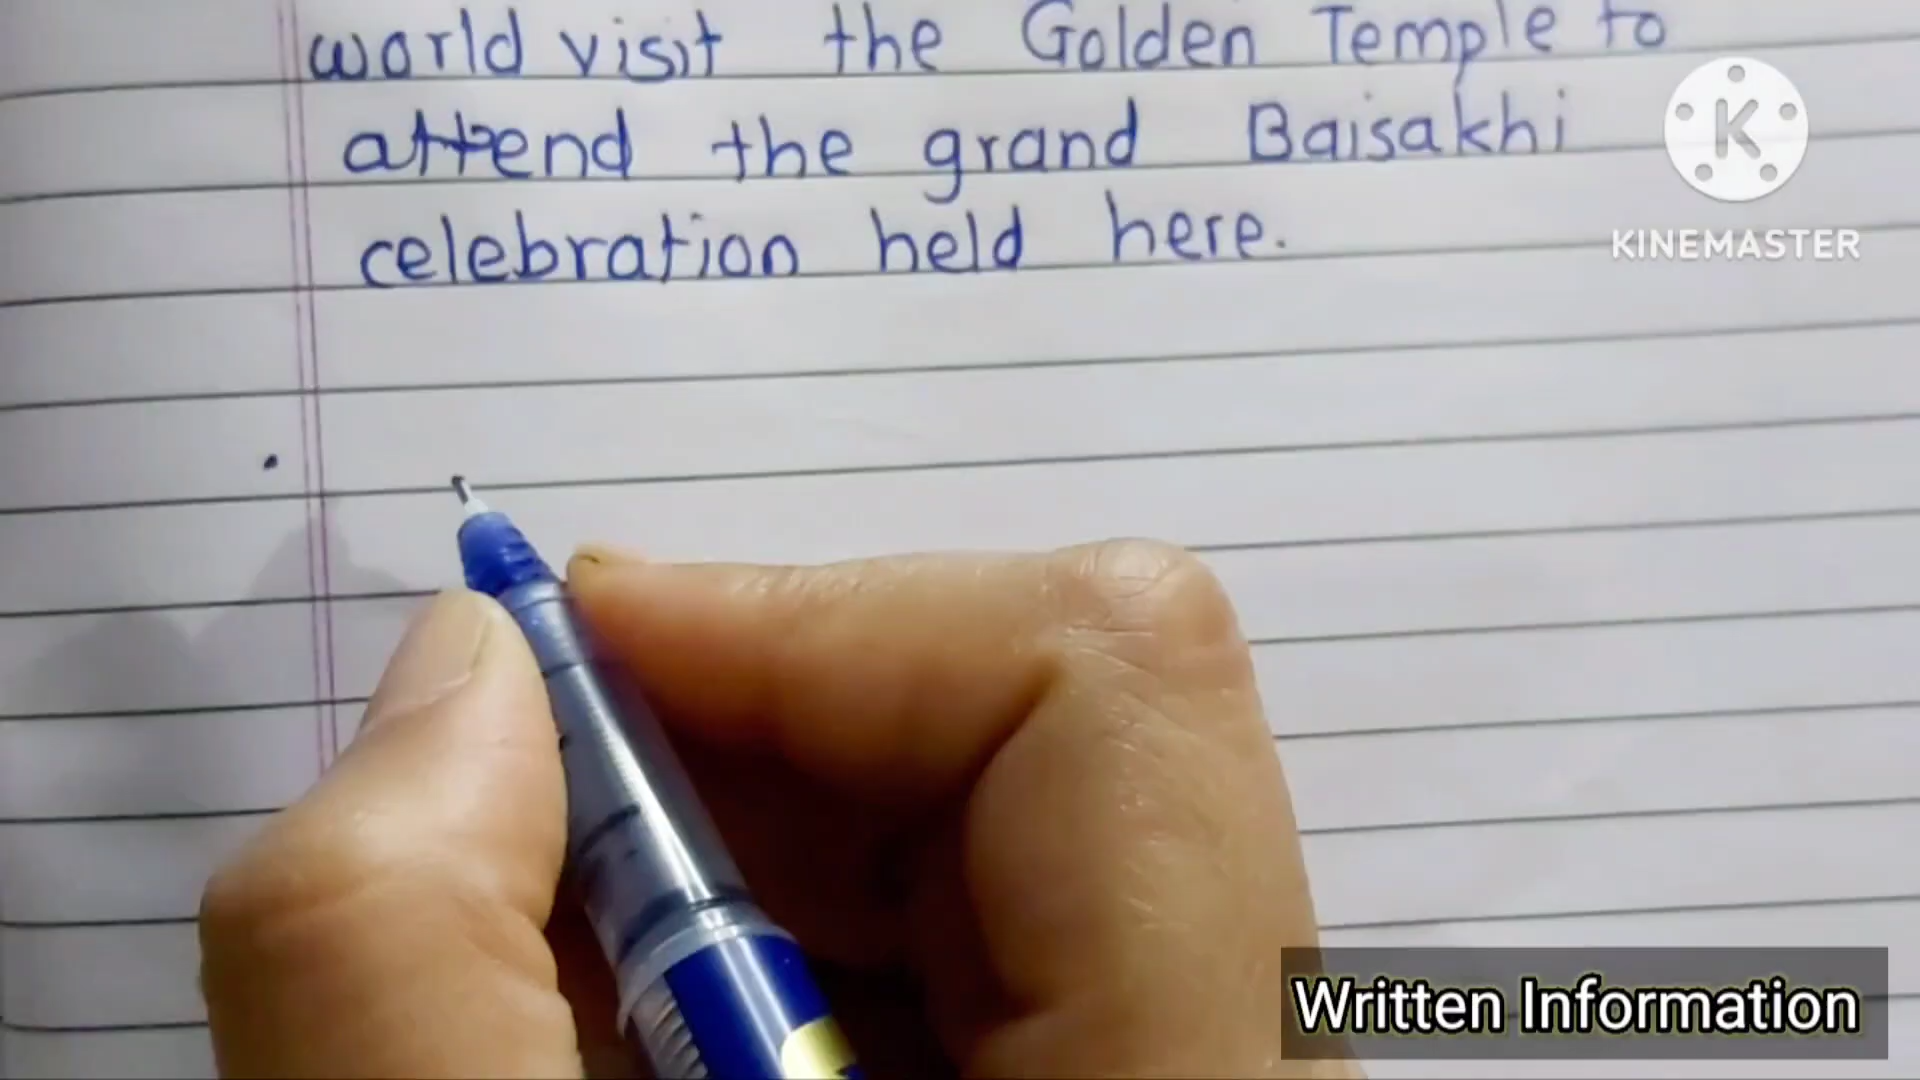 world visit the Golden Temple to
attend the grand Baisakhi
celebration held here.
KINEMASTER
Written Information